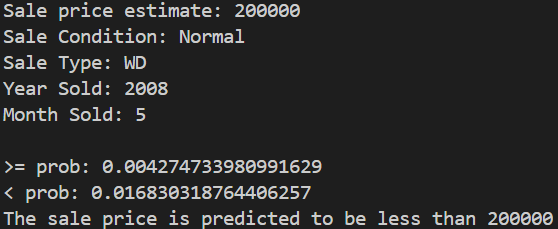 Sale price estimate: 200000
Sale Condition: Normal
Sale Type: WD
Year Sold: 2008
Month Sold: 5
>= prob: 0.004274733980991629
< prob: 0.016830318764406257
The sale price is predicted to be less than 200000